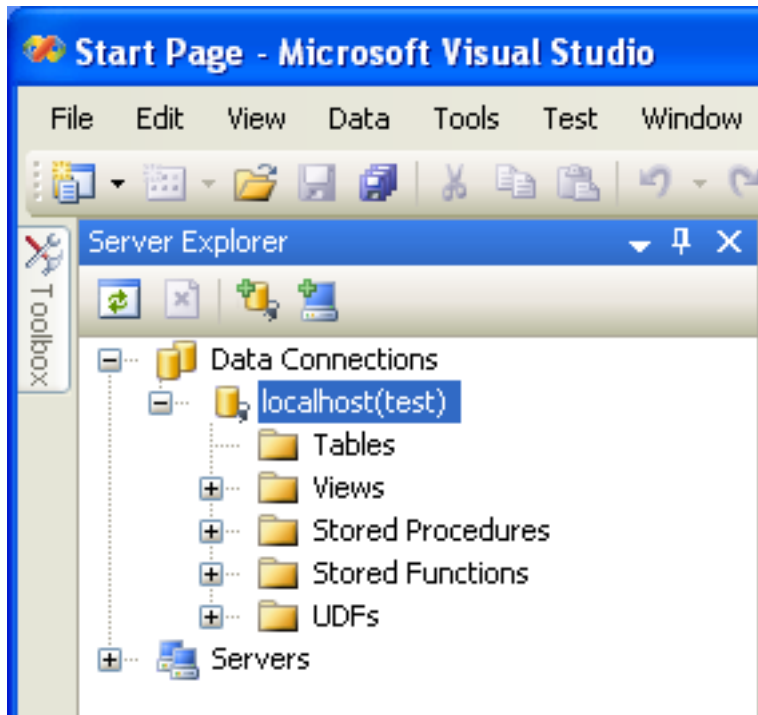 Start Page - Microsoft Visual Studio
File Edit View Data Tools Test Window
Toolbox
Server Explorer
Data Connections
localhost(test)
Tables
Views
Stored Procedures
Stored Functions
UDFs
Servers